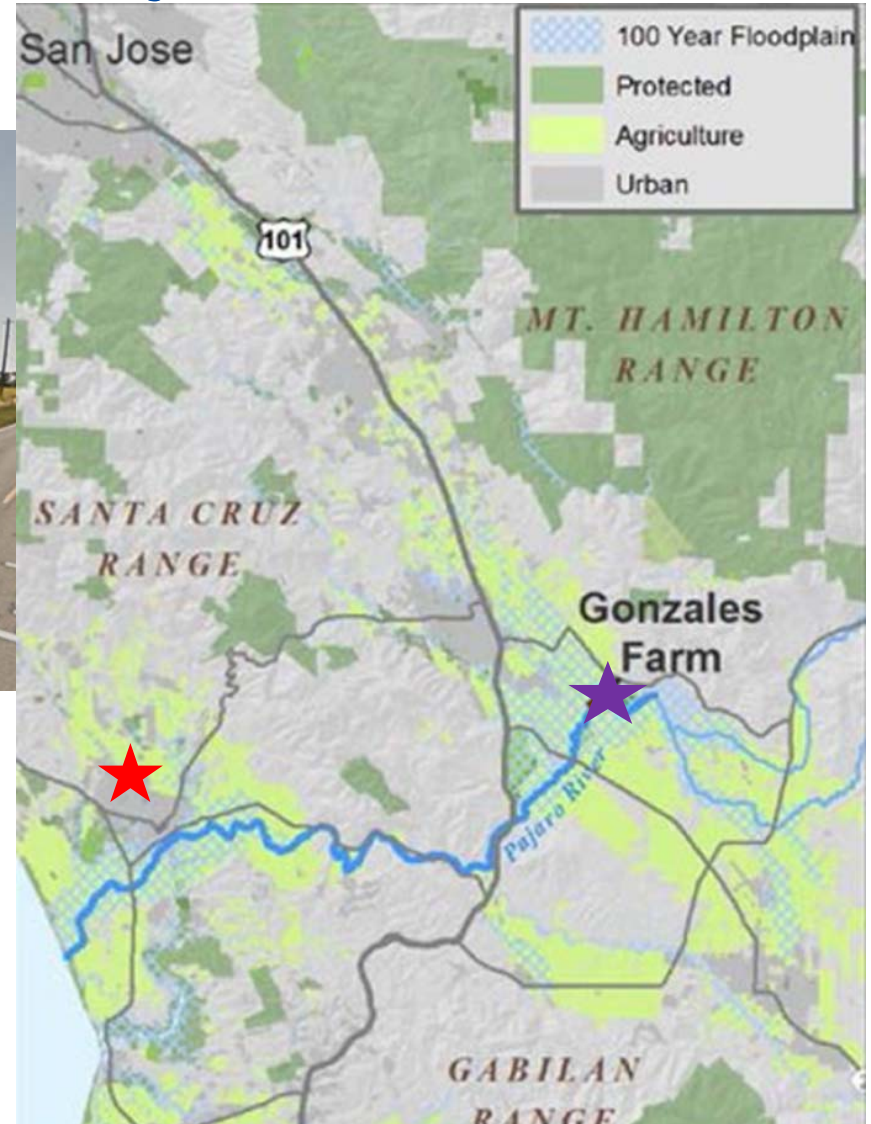 San Jose
100 Year Floodplain
Protected
Agriculture
Urban
101
MT. HAMILTON
RANGE
SANTA CRUZ
RANGE
Gonzales
Farm
Pajaro River
GABILAN
RANGE